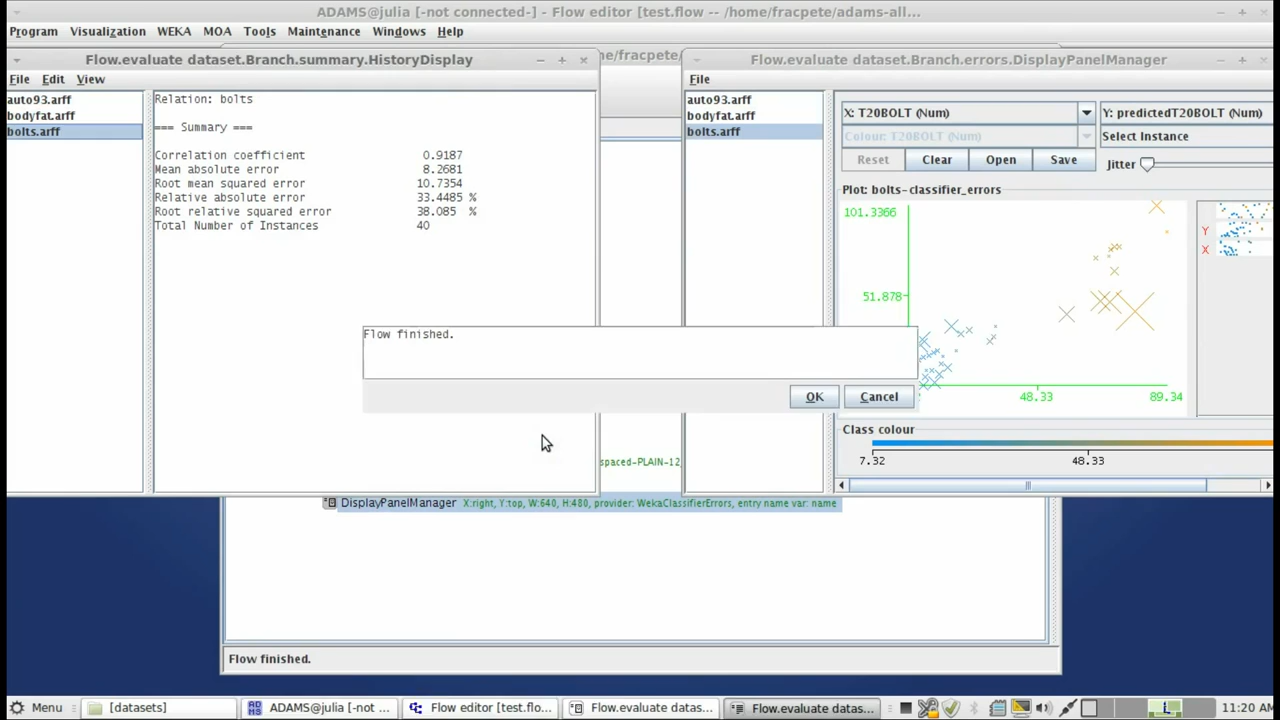 ADAMS@julia [-not connected-] - Flow editor [test.flow -- /home/fracpete/adams-all...
Program Visualization WEKA MOA Tools Maintenance Windows Help
Flow.evaluate dataset.Branch.summary.HistoryDisplay
File Edit View
auto93.arff
bodyfat.arff
bolts.arff
Relation: bolts
=== Summary ===
Correlation coefficient 0.9187
Mean absolute error 8.2681
Root mean squared error 10.7354
Relative absolute error 33.4485 %
Root relative squared error 38.085 %
Total Number of Instances 40
me/fracpete/
Flow.evaluate dataset.Branch.errors.DisplayPanelManager
File
auto93.arff
bodyfat.arff
bolts.arff
X: T20BOLT (Num)
Y: predictedT20BOLT (Num)
Colour: T20BOLT (Num)
Select Instance
Reset Clear Open Save
Jitter
Plot: bolts-classifier_errors
101.3366
51.878
48.33 89.34
Y
X
Class colour
7.32 48.33
Flow finished.
OK Cancel
spaced-PLAIN-12,
DisplayPanelManager X:right, Y:top, W:640, H:480, provider: WekaClassifierErrors, entry name var: name
Flow finished.
Menu [datasets] ADAMS@julia [-not ... Flow editor [test.flo... Flow.evaluate datas... Flow.evaluate datas... L 11:20 AM